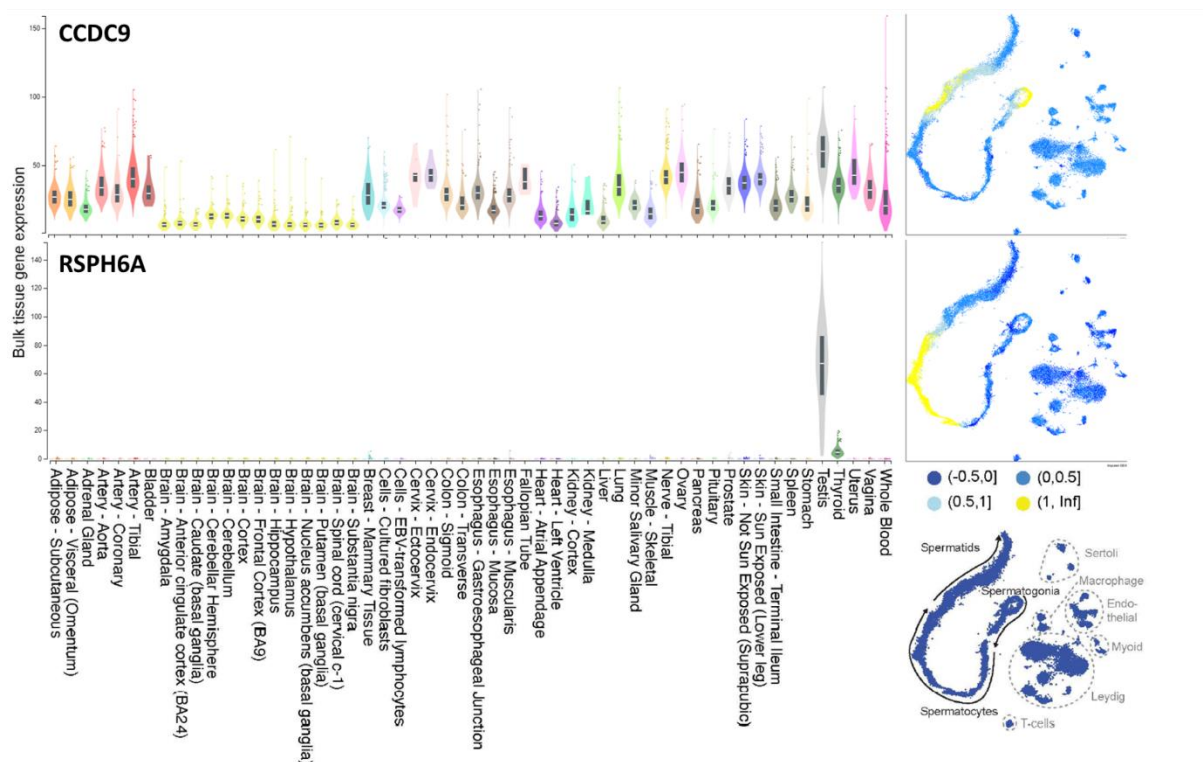 CCDC9
150
100
50
RSPH6A
140
120
100
80
60
40
20
0
Bulk tissue gene expression
Adipose - Subcutaneous
Adipose - Visceral (Omentum)
Adrenal Gland
Artery - Aorta
Artery - Coronary
Artery - Tibial
Bladder
Brain - Amygdala
Brain - Anterior cingulate cortex (BA24)
Brain - Caudate (basal ganglia)
Brain - Cerebellar Hemisphere
Brain - Cerebellum
Brain - Cortex
Brain - Frontal Cortex (BA9)
Brain - Hippocampus
Brain - Hypothalamus
Brain - Nucleus accumbens (basal ganglia)
Brain - Putamen (basal ganglia)
Brain - Spinal cord (cervical c-1)
Brain - Substantia nigra
Breast - Mammary Tissue
Cells - Cultured fibroblasts
Cells - EBV-transformed lymphocytes
Cervix - Ectocervix
Cervix - Endocervix
Colon - Sigmoid
Colon - Transverse
Esophagus - Gastroesophageal Junction
Esophagus - Mucosa
Esophagus - Muscularis
Fallopian Tube
Heart - Atrial Appendage
Heart - Left Ventricle
Kidney - Cortex
Kidney - Medulla
Liver
Lung
Minor Salivary Gland
Muscle - Skeletal
Nerve - Tibial
Ovary
Pancreas
Pituitary
Prostate
Skin - Not Sun Exposed (Suprapubic)
Skin - Sun Exposed (Lower leg)
Small Intestine - Terminal Ileum
Spleen
Stomach
Testis
Thyroid
Uterus
Vagina
Whole Blood
(-0.5,0]
(0,0.5]
(0.5,1]
(1, Inf]
Spermatids
Sertoli
Macrophage
Spermatogonia
Endo-
thelial
Myoid
Leydig
Spermatocytes
T-cells